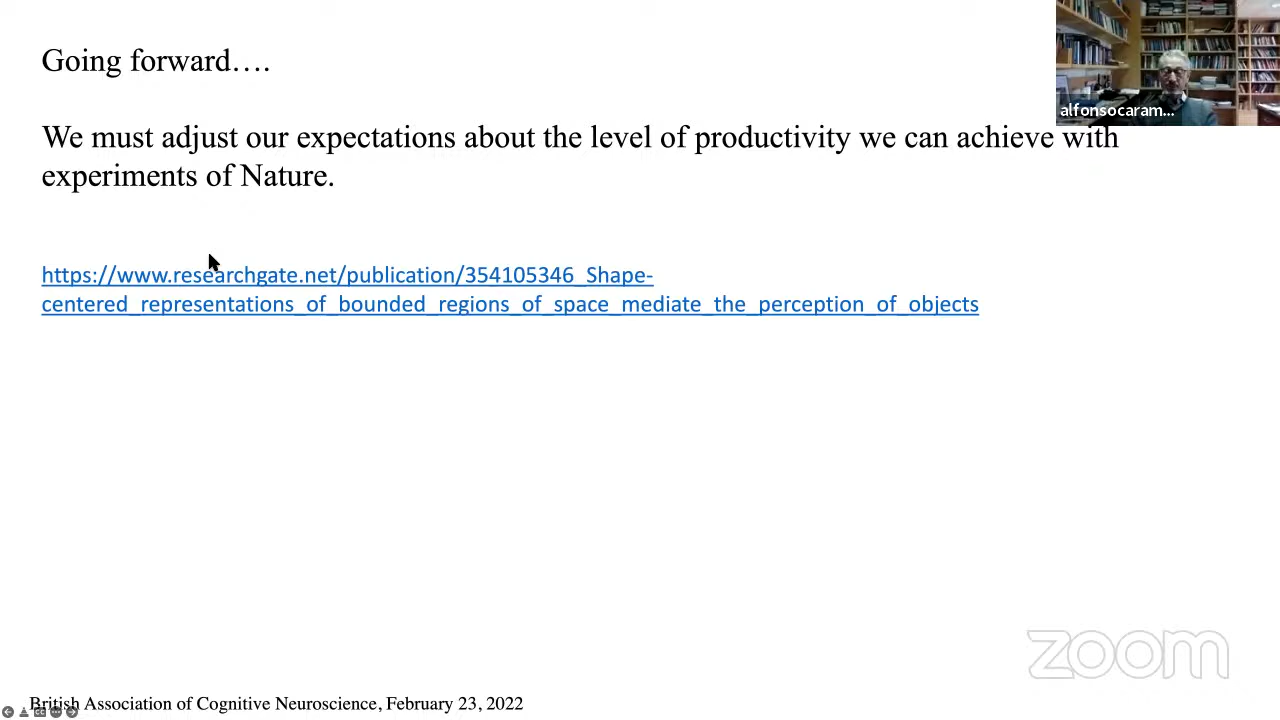 Going forward….
alfonsocaram...
We must adjust our expectations about the level of productivity we can achieve with
experiments of Nature.
https://www.researchgate.net/publication/354105346_Shape-
centered_representations_of_bounded_regions_of_space_mediate_the_perception_of_objects
zoom
British Association of Cognitive Neuroscience, February 23, 2022